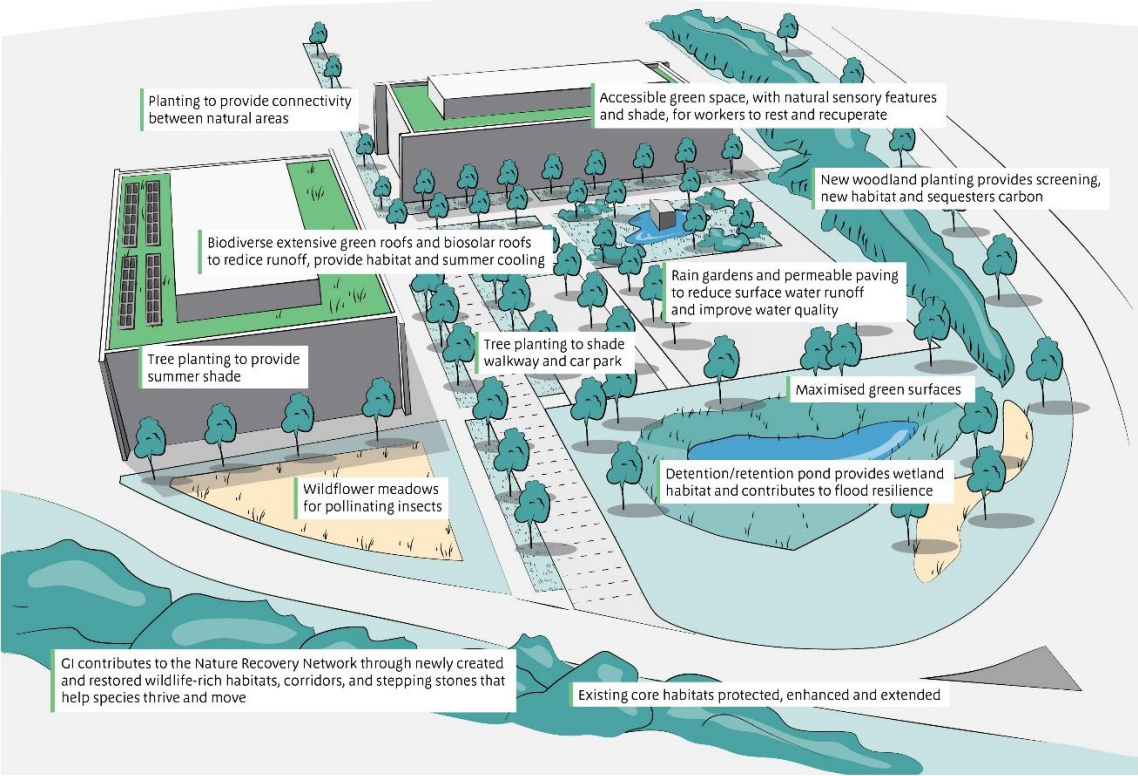 Planting to provide connectivity
between natural areas
Accessible green space, with natural sensory features
and shade, for workers to rest and recuperate
New woodland planting provides screening,
new habitat and sequesters carbon
Biodiverse extensive green roofs and biosolar roofs
to redice runoff, provide habitat and summer cooling
Rain gardens and permeable paving
to reduce surface water runoff
and improve water quality
Tree planting to provide
summer shade
Tree planting to shade
walkway and car park
Maximised green surfaces
Wildflower meadows
for pollinating insects
Detention/retention pond provides wetland
habitat and contributes to flood resilience
GI contributes to the Nature Recovery Network through newly created
and restored wildlife-rich habitats, corridors, and stepping stones that
help species thrive and move
Existing core habitats protected, enhanced and extended